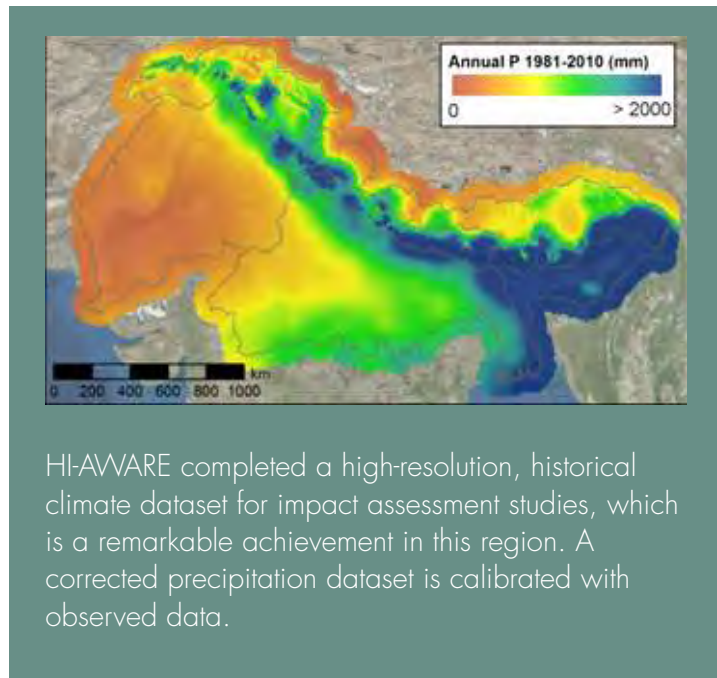 Annual P 1981-2010 (mm)
0 > 2000
km
0 200 400 600 800 1000
HI-AWARE completed a high-resolution, historical
climate dataset for impact assessment studies, which
is a remarkable achievement in this region. A
corrected precipitation dataset is calibrated with
observed data.